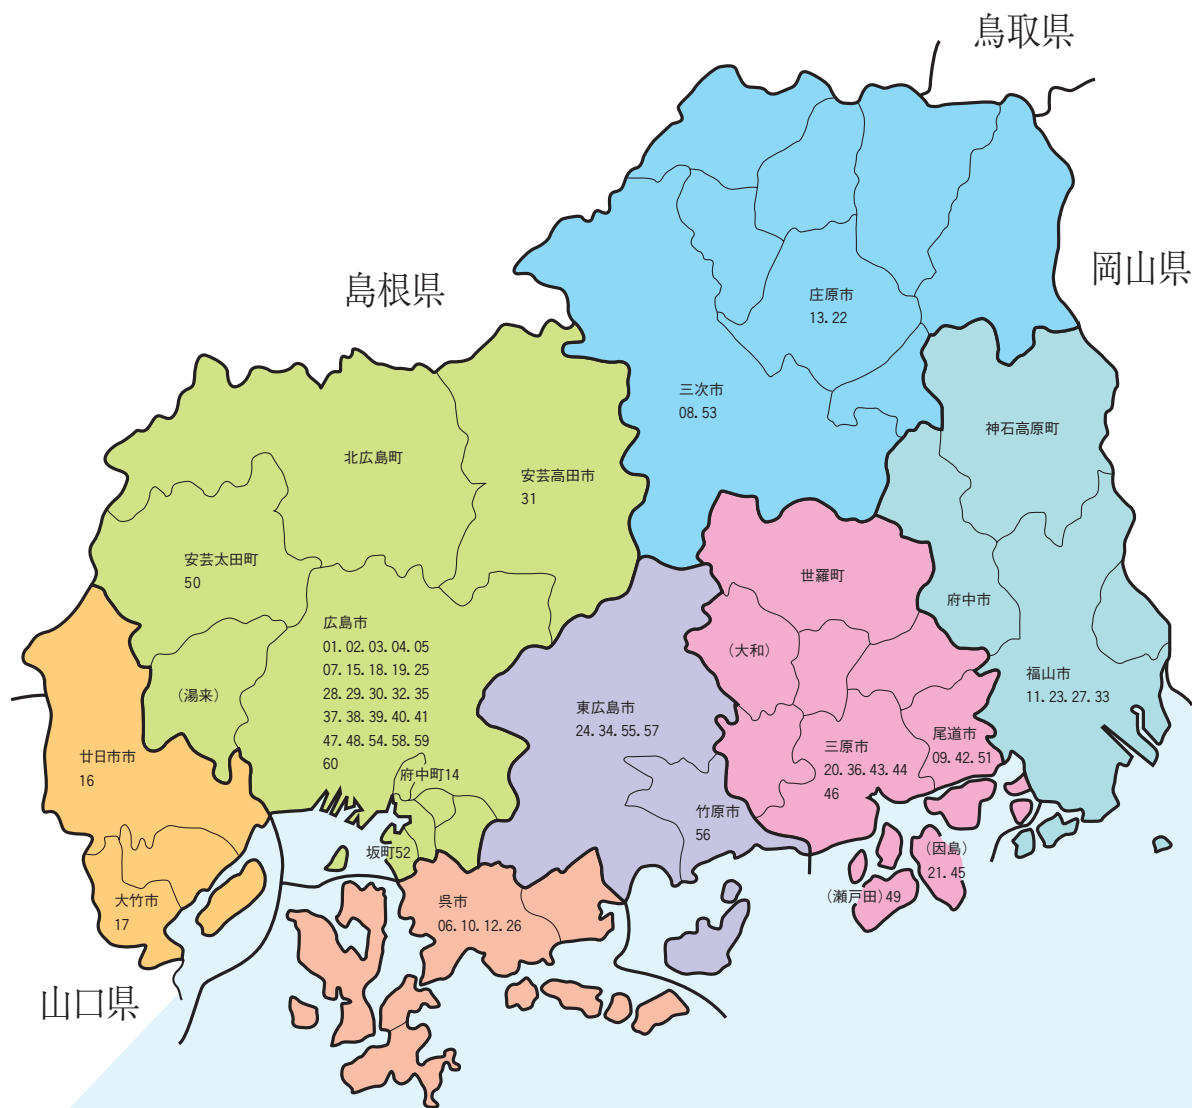 鳥取県
岡山県
島根県
庄原市
13.22
三次市
08.53
神石高原町
北広島町
安芸高田市
31
安芸太田町
50
世羅町
府中市
広島市
01.02.03.04.05
07.15.18.19.25
28.29.30.32.35
37.38.39.40.41
47.48.54.58.59
60
(大和)
(湯来)
福山市
11.23.27.33
東広島市
24.34.55.57
尾道市
09.42.51
三原市
20.36.43.44
46
廿日市市
16
府中町14
竹原市
56
坂町52
(因島)
21.45
(瀬戸田)49
大竹市
17
呉市
06.10.12.26
山口県